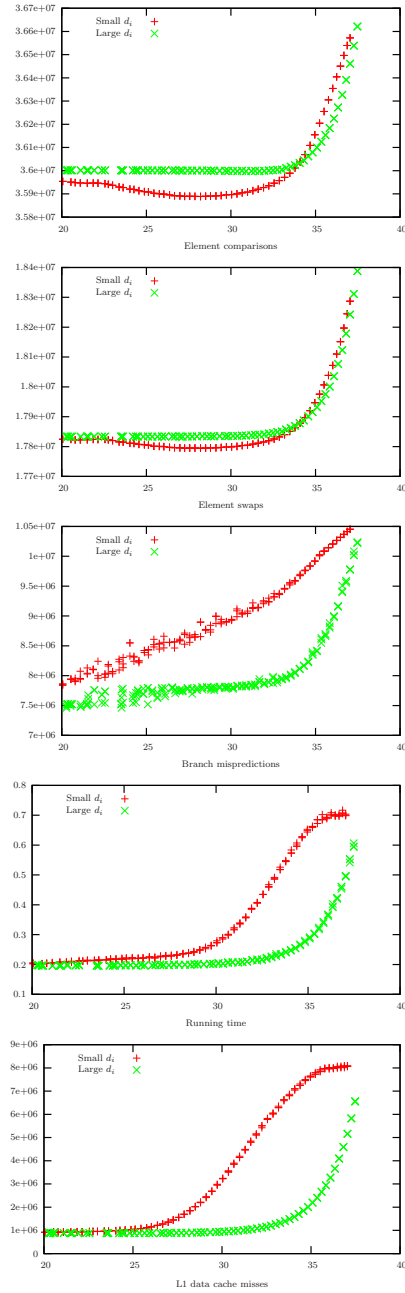 3.67e+07
3.66e+07
3.65e+07
3.64e+07
3.63e+07
3.62e+07
3.61e+07
3.6e+07
3.59e+07
3.58e+07
Small d_i
Large d_i
20 25 30 35 40
Element comparisons
1.84e+07
1.83e+07
1.82e+07
1.81e+07
1.8e+07
1.79e+07
1.78e+07
1.77e+07
Small d_i
Large d_i
20 25 30 35 40
Element swaps
1.05e+07
1e+07
9.5e+06
9e+06
8.5e+06
8e+06
7.5e+06
7e+06
Small d_i
Large d_i
20 25 30 35 40
Branch mispredictions
0.8
0.7
0.6
0.5
0.4
0.3
0.2
0.1
Small d_i
Large d_i
20 25 30 35 40
Running time
9e+06
8e+06
7e+06
6e+06
5e+06
4e+06
3e+06
2e+06
1e+06
0
Small d_i
Large d_i
20 25 30 35 40
L1 data cache misses